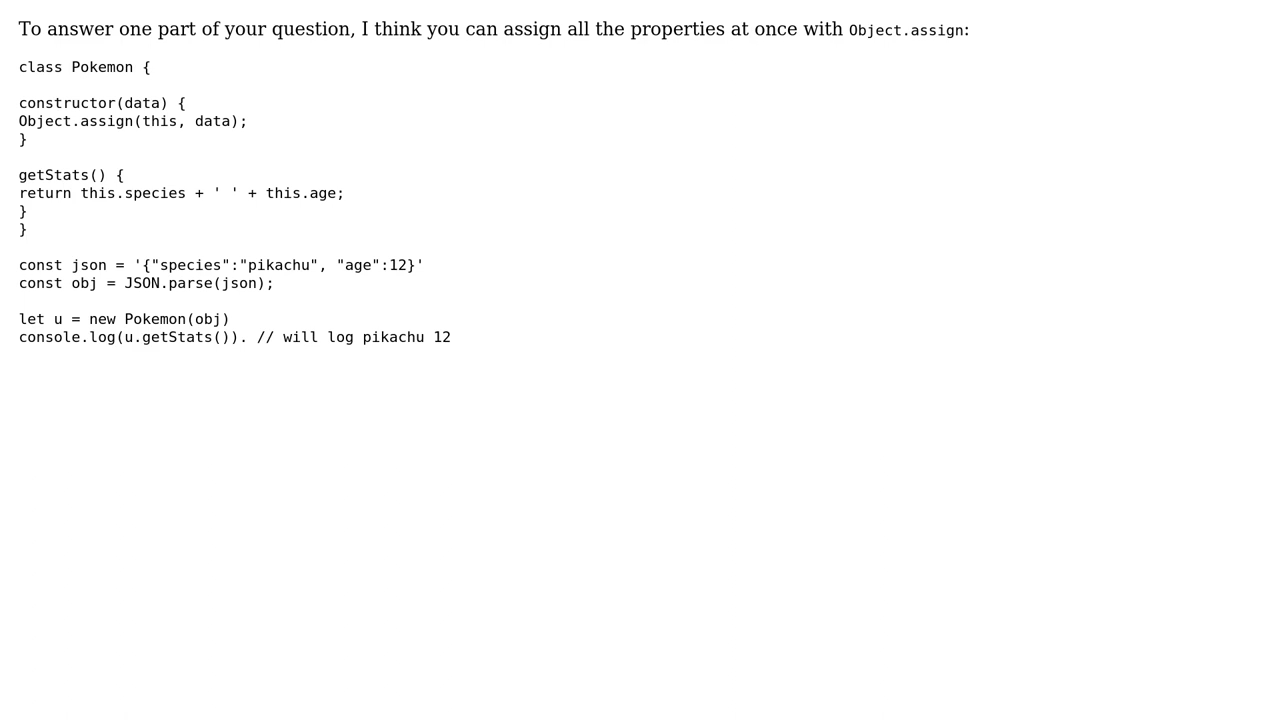 To answer one part of your question, I think you can assign all the properties at once with Object.assign:
class Pokemon {
constructor(data) {
Object.assign(this, data);
}
getStats() {
return this.species + ' ' + this.age;
}
}
const json = '{"species":"pikachu", "age":12}'
const obj = JSON.parse(json);
let u = new Pokemon(obj)
console.log(u.getStats()). // will log pikachu 12